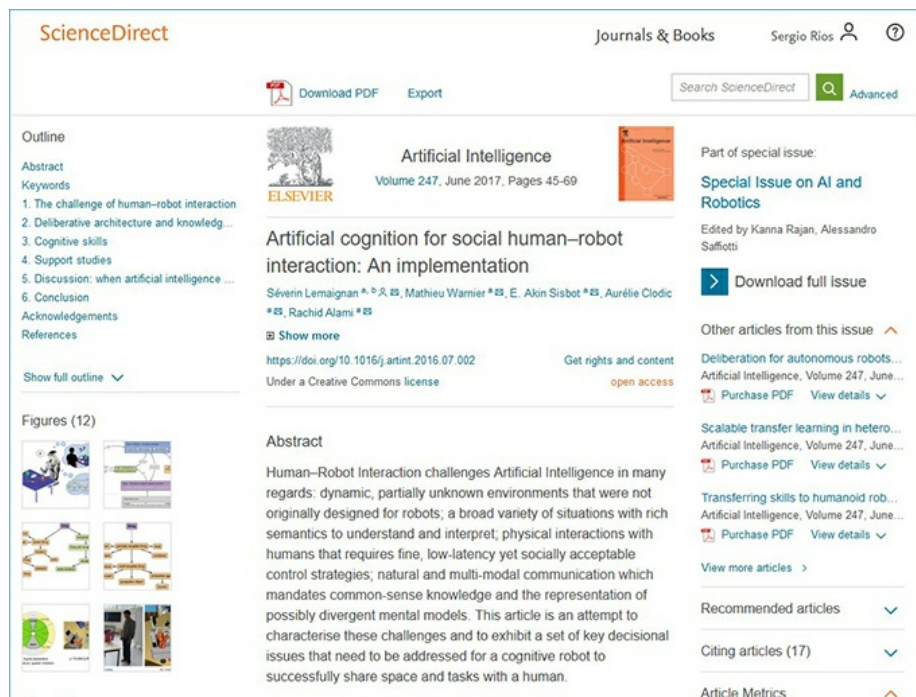 ScienceDirect
Journals & Books
Sergio Rios
?
PDF
Download PDF
Export
Search ScienceDirect
Advanced
Outline
Abstract
Keywords
1. The challenge of human–robot interaction
2. Deliberative architecture and knowledg...
3. Cognitive skills
4. Support studies
5. Discussion: when artificial intelligence ...
6. Conclusion
Acknowledgements
References
Show full outline
Figures (12)
ELSEVIER
Artificial Intelligence
Volume 247, June 2017, Pages 45-69
Artificial Intelligence
Artificial cognition for social human–robot
interaction: An implementation
Séverin Lemaignan a, b, Mathieu Warnier a, E. Akin Sisbot a, Aurélie Clodic
a, Rachid Alami a
Show more
https://doi.org/10.1016/j.artint.2016.07.002
Get rights and content
Under a Creative Commons license
open access
Abstract
Human–Robot Interaction challenges Artificial Intelligence in many
regards: dynamic, partially unknown environments that were not
originally designed for robots; a broad variety of situations with rich
semantics to understand and interpret; physical interactions with
humans that requires fine, low-latency yet socially acceptable
control strategies; natural and multi-modal communication which
mandates common-sense knowledge and the representation of
possibly divergent mental models. This article is an attempt to
characterise these challenges and to exhibit a set of key decisional
issues that need to be addressed for a cognitive robot to
successfully share space and tasks with a human.
Part of special issue:
Special Issue on AI and
Robotics
Edited by Kanna Rajan, Alessandro
Saffiotti
Download full issue
Other articles from this issue
Deliberation for autonomous robots...
Artificial Intelligence, Volume 247, June...
Purchase PDF View details
Scalable transfer learning in hetero...
Artificial Intelligence, Volume 247, June...
Purchase PDF View details
Transferring skills to humanoid rob...
Artificial Intelligence, Volume 247, June...
Purchase PDF View details
View more articles >
Recommended articles
Citing articles (17)
Article Metrics